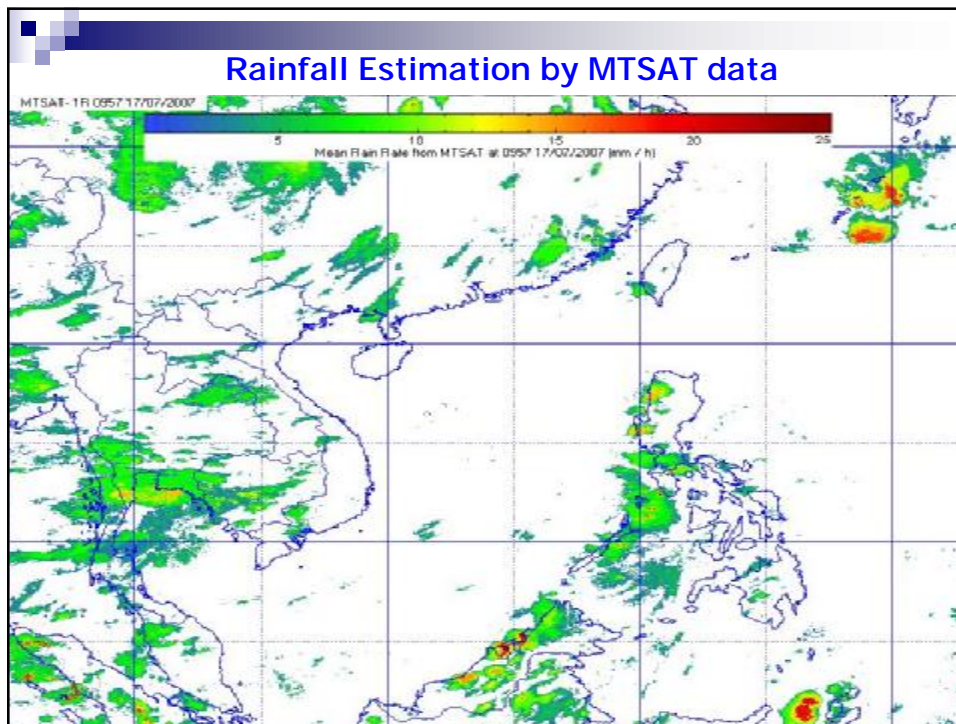 Rainfall Estimation by MTSAT data
MTSAT-1R 0957 17/07/2007
5 10 15 20 25
Mean Rain Rate from MTSAT at 0957 17/07/2007 (mm / h)